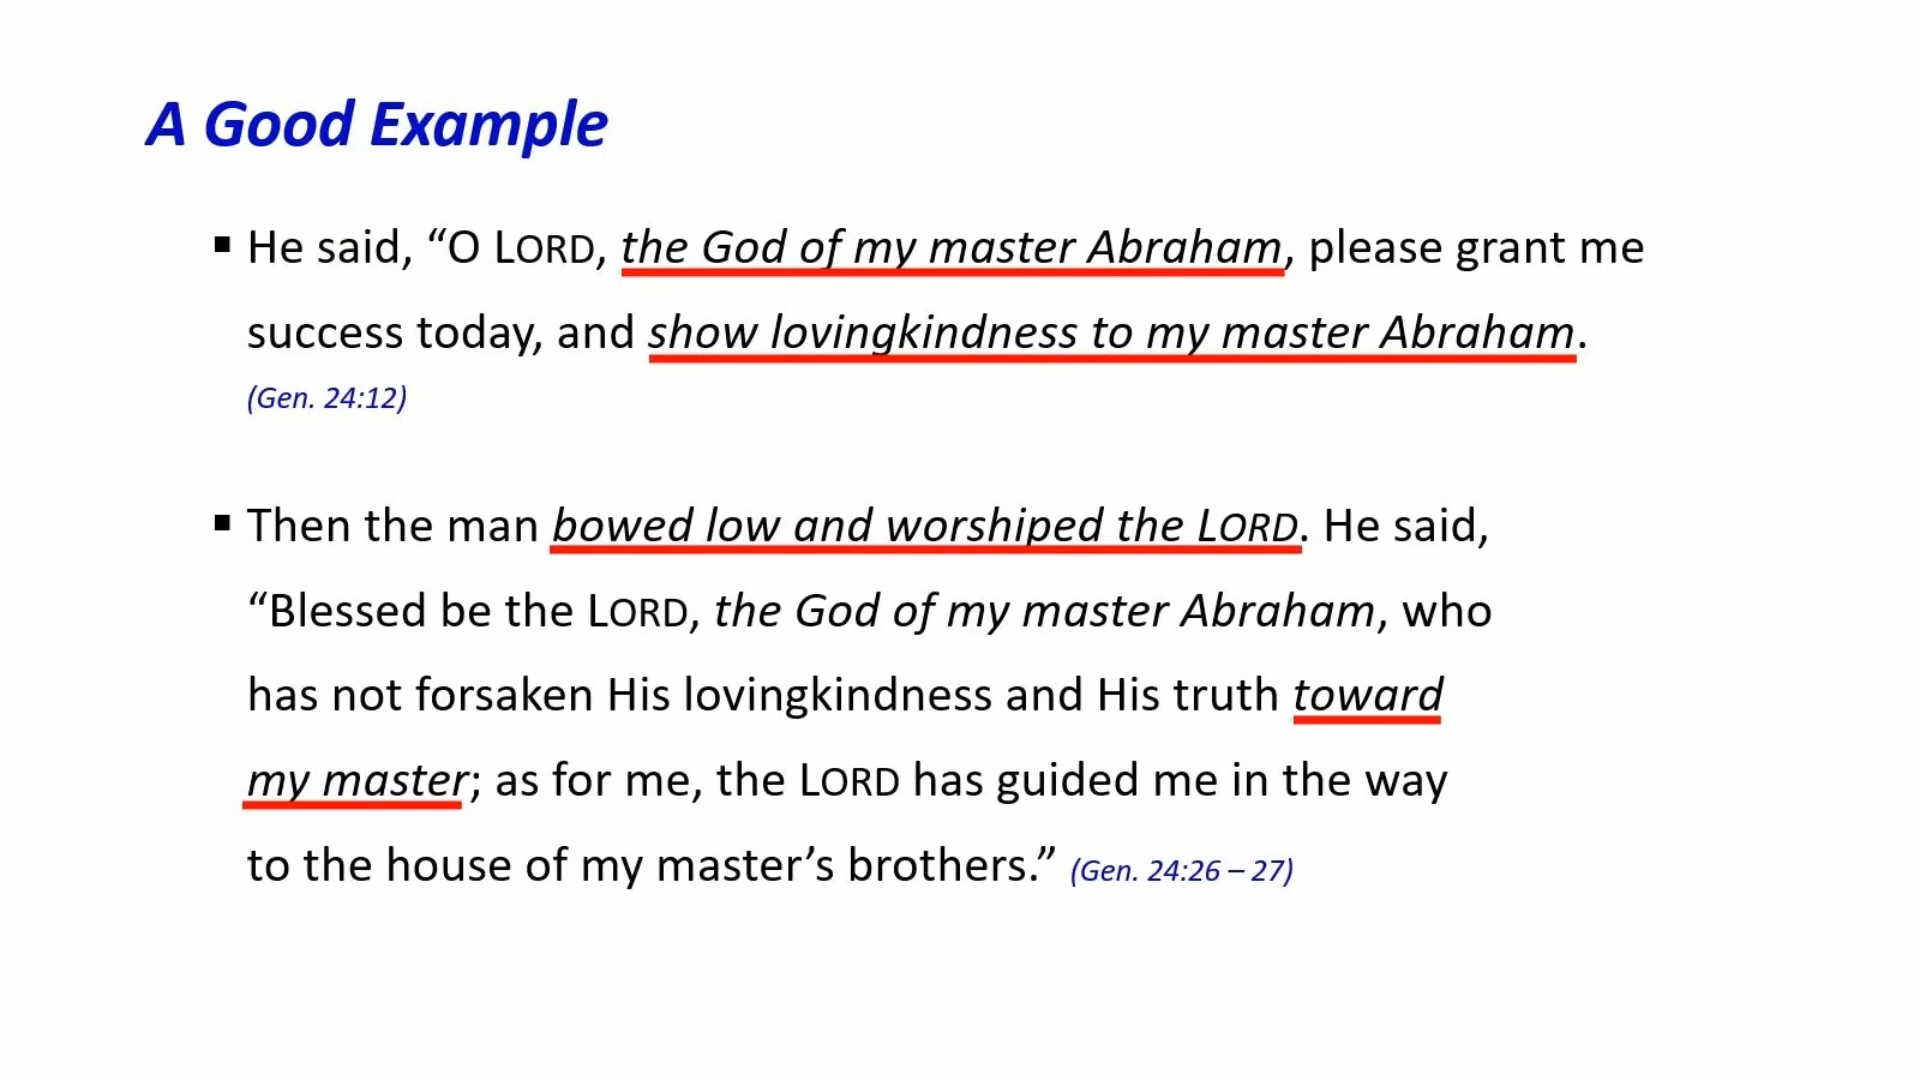 A Good Example
▪ He said, “O LORD, the God of my master Abraham, please grant me
success today, and show lovingkindness to my master Abraham.
(Gen. 24:12)
▪ Then the man bowed low and worshiped the LORD. He said,
“Blessed be the LORD, the God of my master Abraham, who
has not forsaken His lovingkindness and His truth toward
my master; as for me, the LORD has guided me in the way
to the house of my master’s brothers.” (Gen. 24:26 – 27)